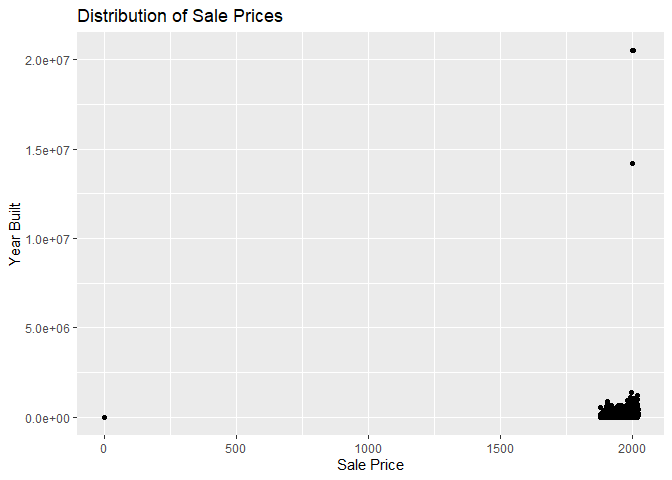 Distribution of Sale Prices
2.0e+07
1.5e+07
1.0e+07
5.0e+06
0.0e+00
Year Built
0 500 1000 1500 2000
Sale Price